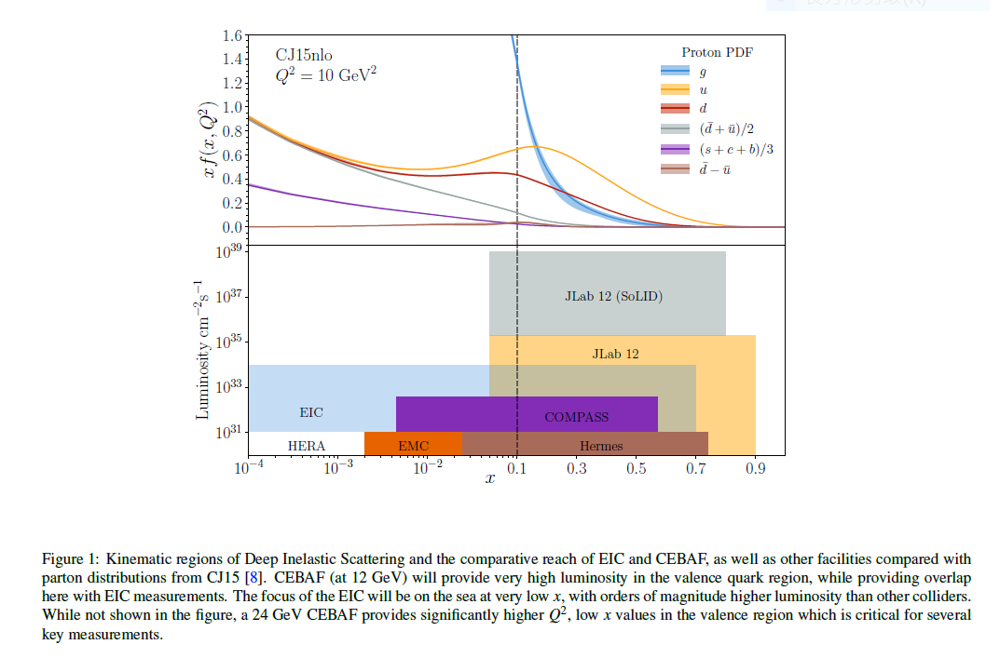 CJ15nlo
Q² = 10 GeV²
Proton PDF
g
u
d
(d̄ + ū)/2
(s + c + b)/3
d̄ − ū
x f(x, Q²)
1.6
1.4
1.2
1.0
0.8
0.6
0.4
0.2
0.0
Luminosity cm⁻²s⁻¹
10³⁹
10³⁷
10³⁵
10³³
10³¹
JLab 12 (SoLID)
JLab 12
EIC
COMPASS
HERA
EMC
Hermes
10⁻⁴ 10⁻³ 10⁻² 0.1 0.3 0.5 0.7 0.9
x
Figure 1: Kinematic regions of Deep Inelastic Scattering and the comparative reach of EIC and CEBAF, as well as other facilities compared with
parton distributions from CJ15 [8]. CEBAF (at 12 GeV) will provide very high luminosity in the valence quark region, while providing overlap
here with EIC measurements. The focus of the EIC will be on the sea at very low x, with orders of magnitude higher luminosity than other colliders.
While not shown in the figure, a 24 GeV CEBAF provides significantly higher Q², low x values in the valence region which is critical for several
key measurements.